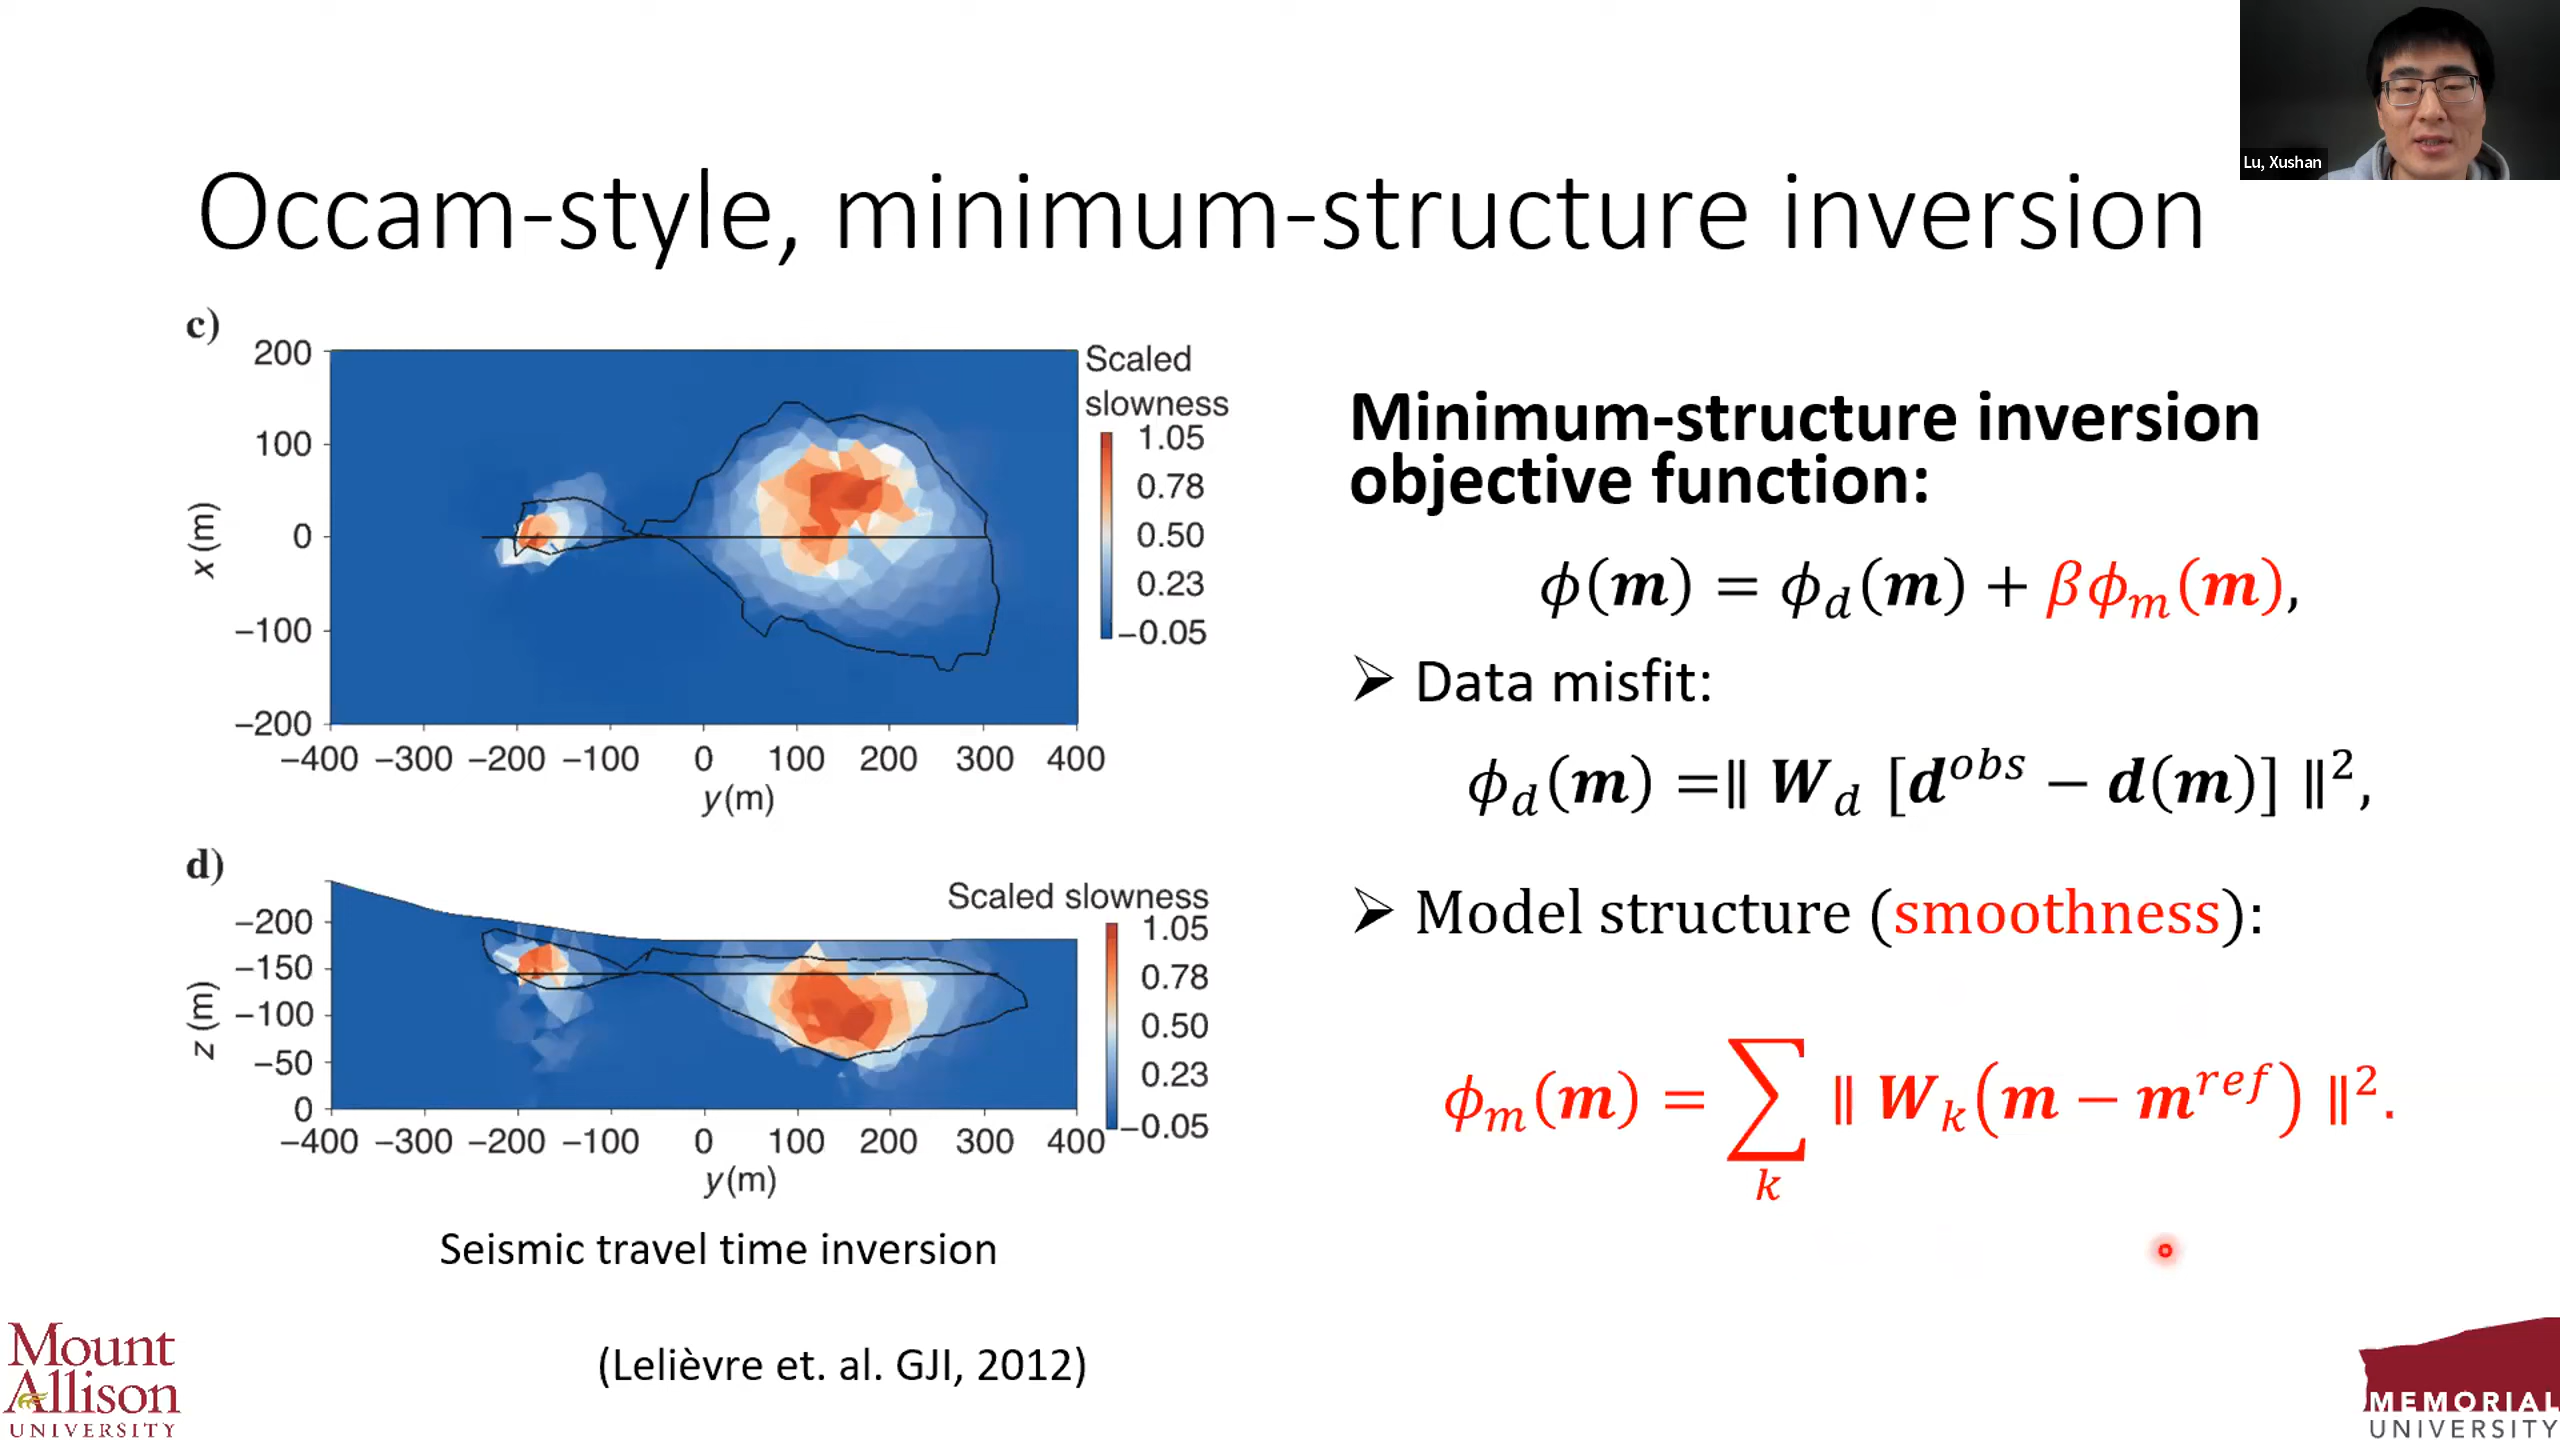 Lu, Xushan
Occam-style, minimum-structure inversion
c)
Scaled
slowness
200
100
0
−100
−200
x (m)
1.05
0.78
0.50
0.23
−0.05
−400 −300 −200 −100 0 100 200 300 400
y (m)
d)
Scaled slowness
−200
−150
−100
−50
0
z (m)
1.05
0.78
0.50
0.23
−0.05
−400 −300 −200 −100 0 100 200 300 400
y (m)
Seismic travel time inversion
(Lelièvre et. al. GJI, 2012)
Minimum-structure inversion
objective function:
ϕ(m) = ϕ_d(m) + βϕ_m(m),
➢ Data misfit:
ϕ_d(m) =∥ W_d [d^obs − d(m)] ∥²,
➢ Model structure (smoothness):
ϕ_m(m) = ∑_k ∥ W_k(m − m^ref) ∥².
Mount
Allison
UNIVERSITY
MEMORIAL
UNIVERSITY